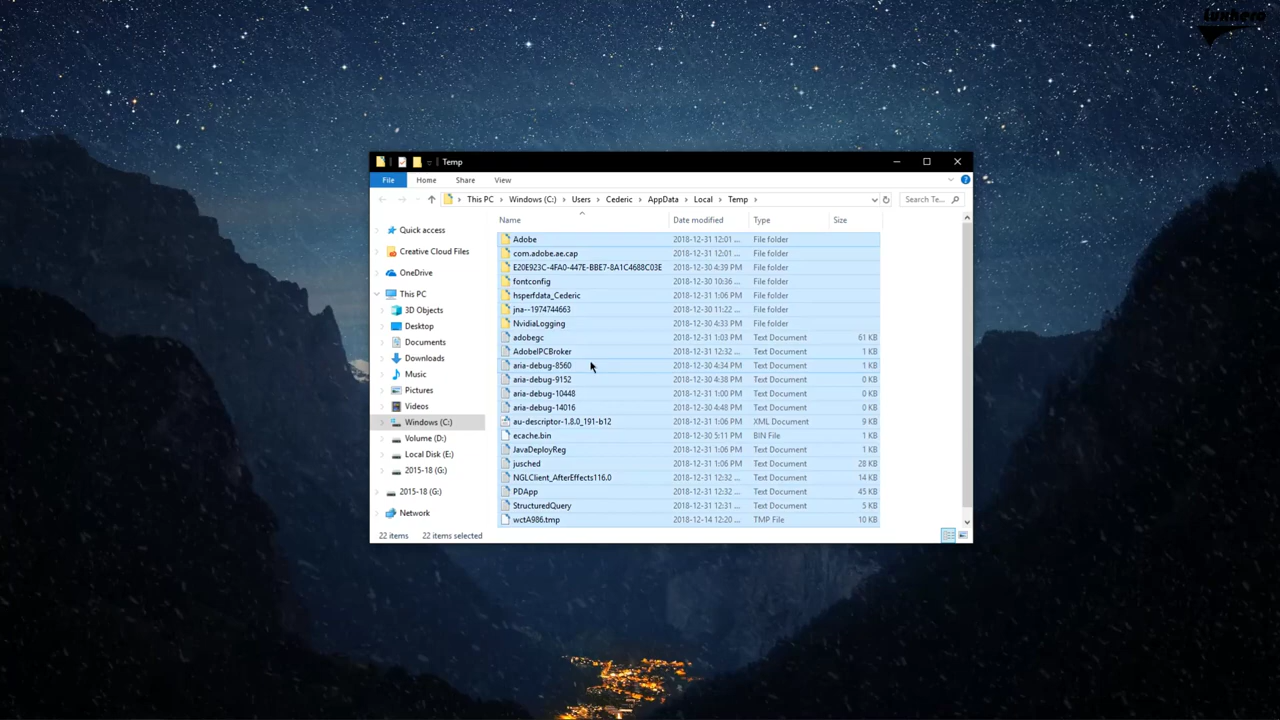 Luxhero
Temp
File Home Share View
This PC Windows (C:) Users Cederic AppData Local Temp Search Te...
Name Date modified Type Size
Quick access
Creative Cloud Files
OneDrive
This PC
3D Objects
Desktop
Documents
Downloads
Music
Pictures
Videos
Windows (C:)
Volume (D:)
Local Disk (E:)
2015-18 (G:)
2015-18 (G:)
Network
Adobe 2018-12-31 12:01 ... File folder
com.adobe.ae.cap 2018-12-31 12:01 ... File folder
E20E923C-4FA0-447E-BBE7-8A1C4688C03E 2018-12-30 4:39 PM File folder
fontconfig 2018-12-30 10:36 ... File folder
hsperfdata_Cederic 2018-12-31 1:06 PM File folder
jna--1974744663 2018-12-30 11:22 ... File folder
NvidiaLogging 2018-12-30 4:33 PM File folder
adobegc 2018-12-31 1:03 PM Text Document 61 KB
AdobeIPCBroker 2018-12-31 12:32 ... Text Document 1 KB
aria-debug-8560 2018-12-30 4:34 PM Text Document 1 KB
aria-debug-9152 2018-12-30 4:38 PM Text Document 0 KB
aria-debug-10448 2018-12-31 1:00 PM Text Document 0 KB
aria-debug-14016 2018-12-30 4:48 PM Text Document 0 KB
au-descriptor-1.8.0_191-b12 2018-12-31 1:06 PM XML Document 9 KB
ecache.bin 2018-12-30 5:11 PM BIN File 0 KB
JavaDeployReg 2018-12-31 1:06 PM Text Document 1 KB
jusched 2018-12-31 1:06 PM Text Document 28 KB
NGLClient_AfterEffects116.0 2018-12-31 12:32 ... Text Document 14 KB
PDApp 2018-12-31 12:32 ... Text Document 45 KB
StructuredQuery 2018-12-31 12:31 ... Text Document 5 KB
wctA986.tmp 2018-12-14 12:20 ... TMP File 10 KB
22 items 22 items selected